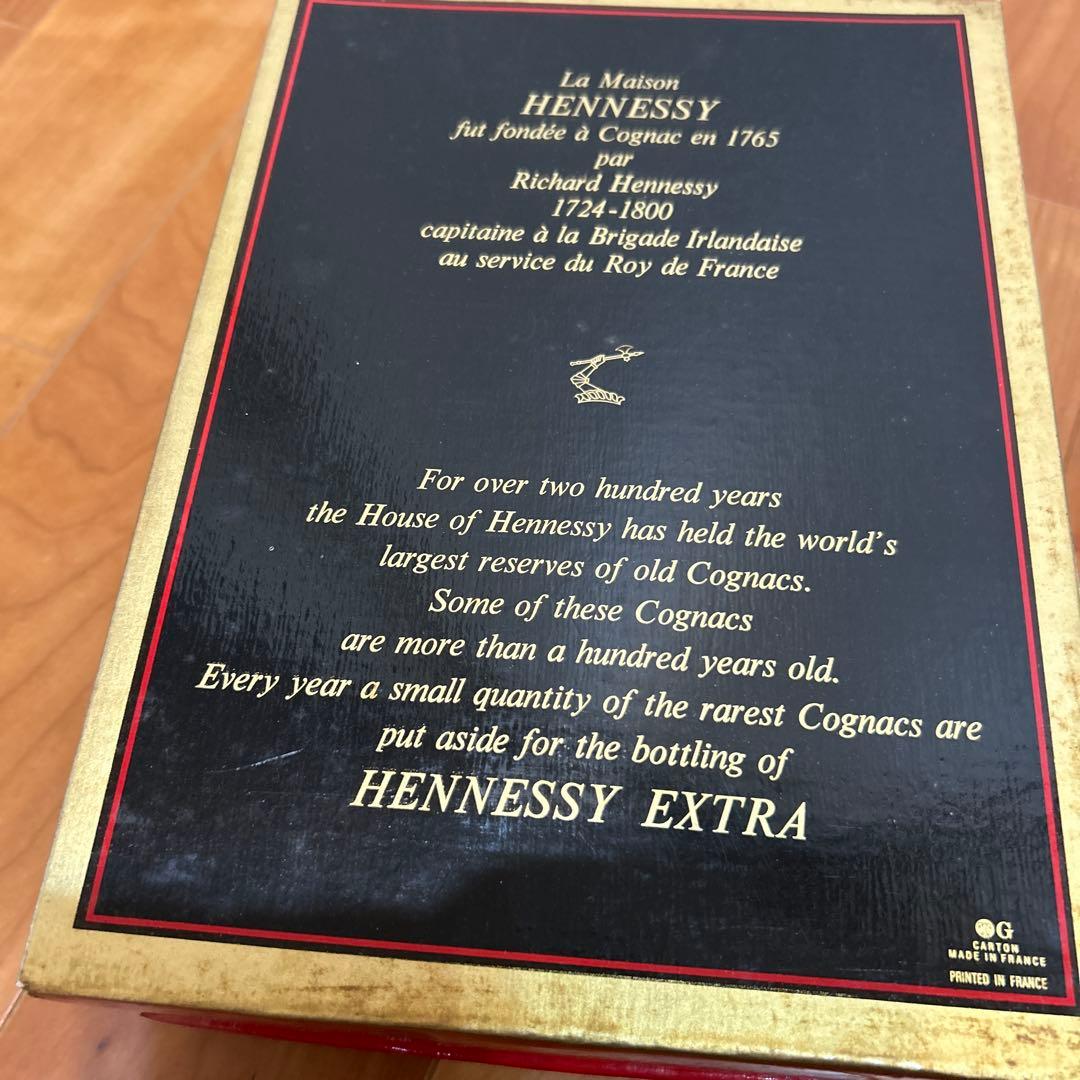 La Maison
HENNESSY
fut fondée à Cognac en 1765
par
Richard Hennessy
1724-1800
capitaine à la Brigade Irlandaise
au service du Roy de France
For over two hundred years
the House of Hennessy has held the world's
largest reserves of old Cognacs.
Some of these Cognacs
are more than a hundred years old.
Every year a small quantity of the rarest Cognacs are
put aside for the bottling of
HENNESSY EXTRA
G
CARTON
MADE IN FRANCE
PRINTED IN FRANCE